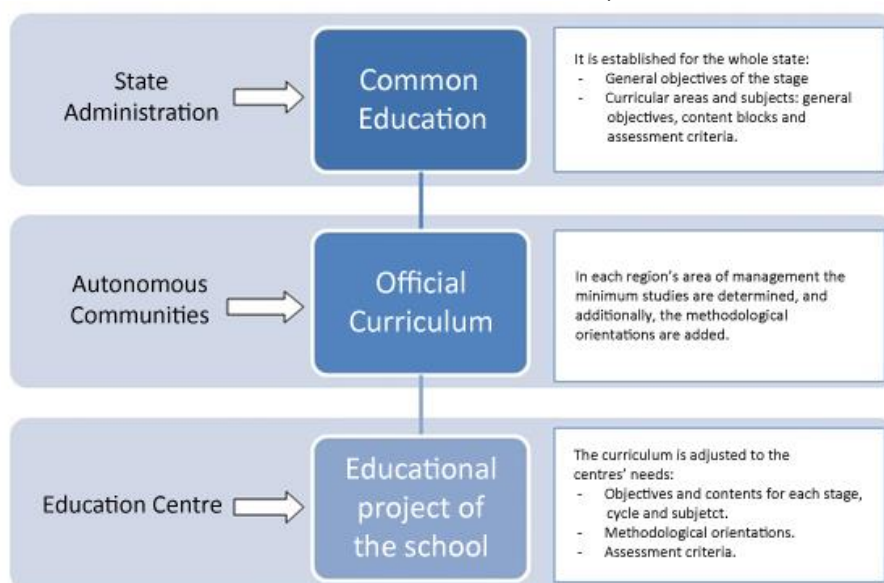 State
Administration
Common
Education
It is established for the whole state:
- General objectives of the stage
- Curricular areas and subjects: general
objectives, content blocks and
assessment criteria.
Autonomous
Communities
Official
Curriculum
In each region's area of management the
minimum studies are determined, and
additionally, the methodological
orientations are added.
Education Centre
Educational
project of
the school
The curriculum is adjusted to the
centres' needs:
- Objectives and contents for each stage,
cycle and subjetct.
- Methodological orientations.
- Assessment criteria.